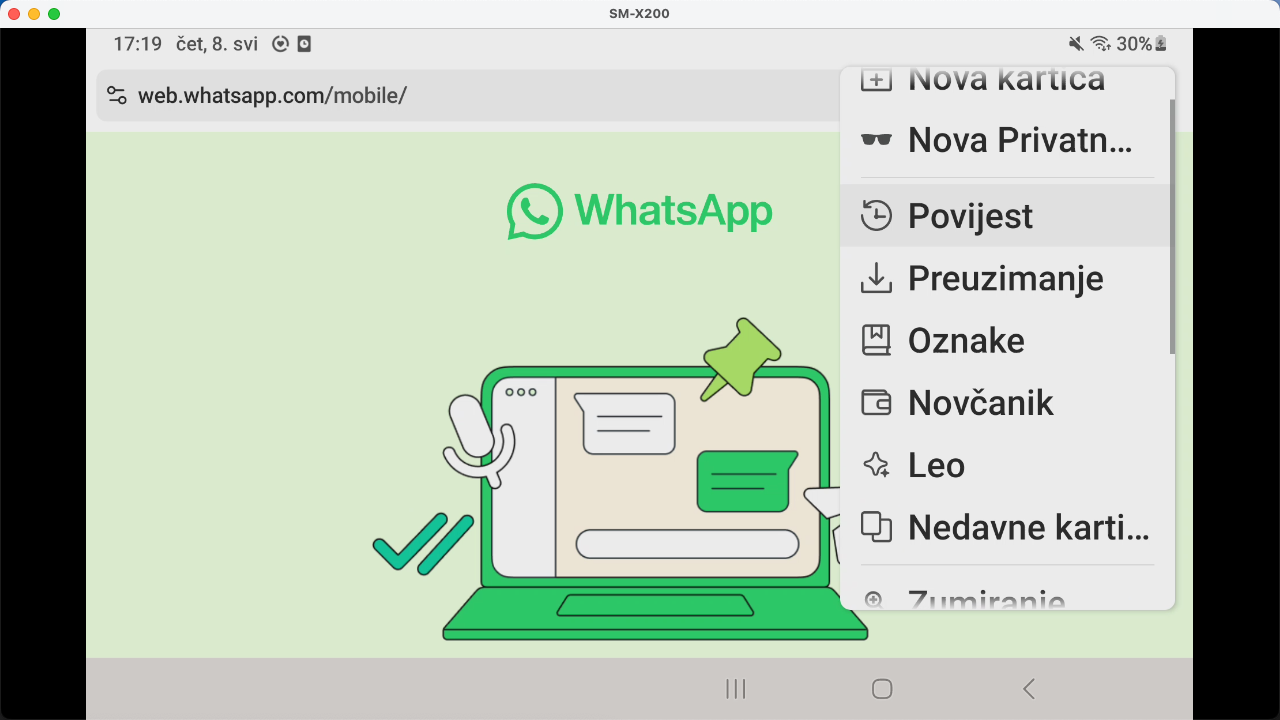 SM-X200
17:19 čet, 8. svi
30%
web.whatsapp.com/mobile/
WhatsApp
Nova kartica
Nova Privatn…
Povijest
Preuzimanje
Oznake
Novčanik
Leo
Nedavne karti…
Zumiranje